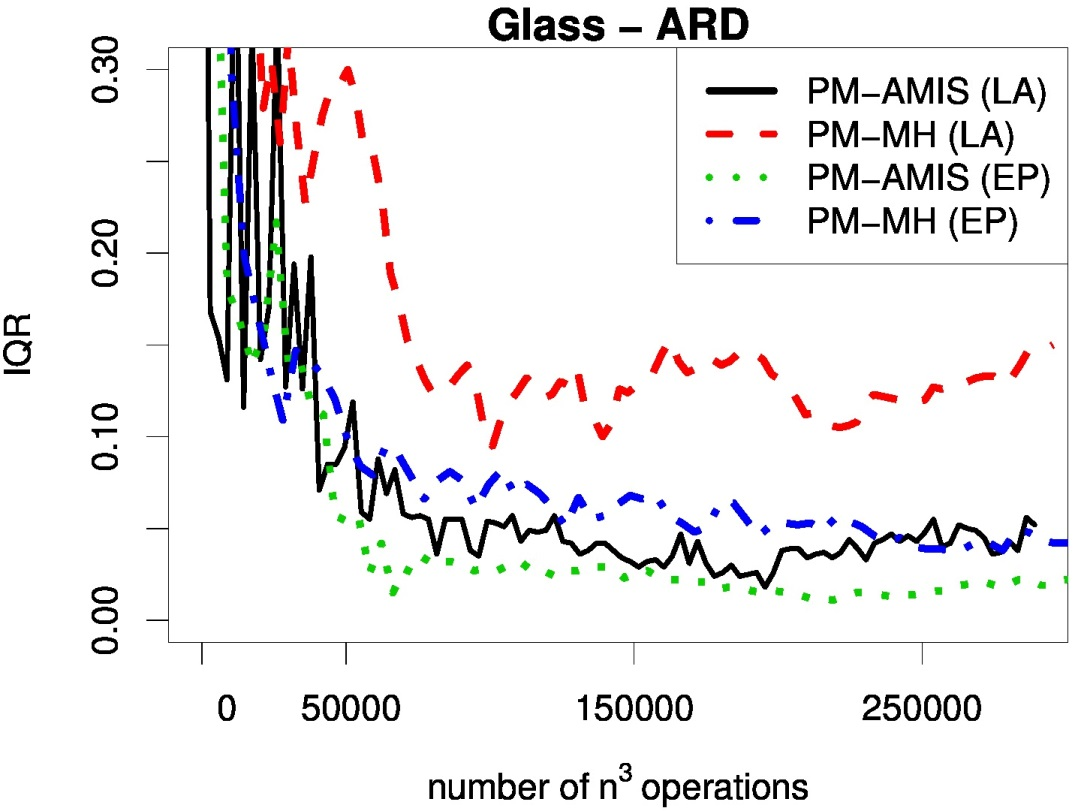 Glass – ARD
PM−AMIS (LA)
PM−MH (LA)
PM−AMIS (EP)
PM−MH (EP)
IQR
0.30
0.20
0.10
0.00
0 50000 150000 250000
number of n³ operations